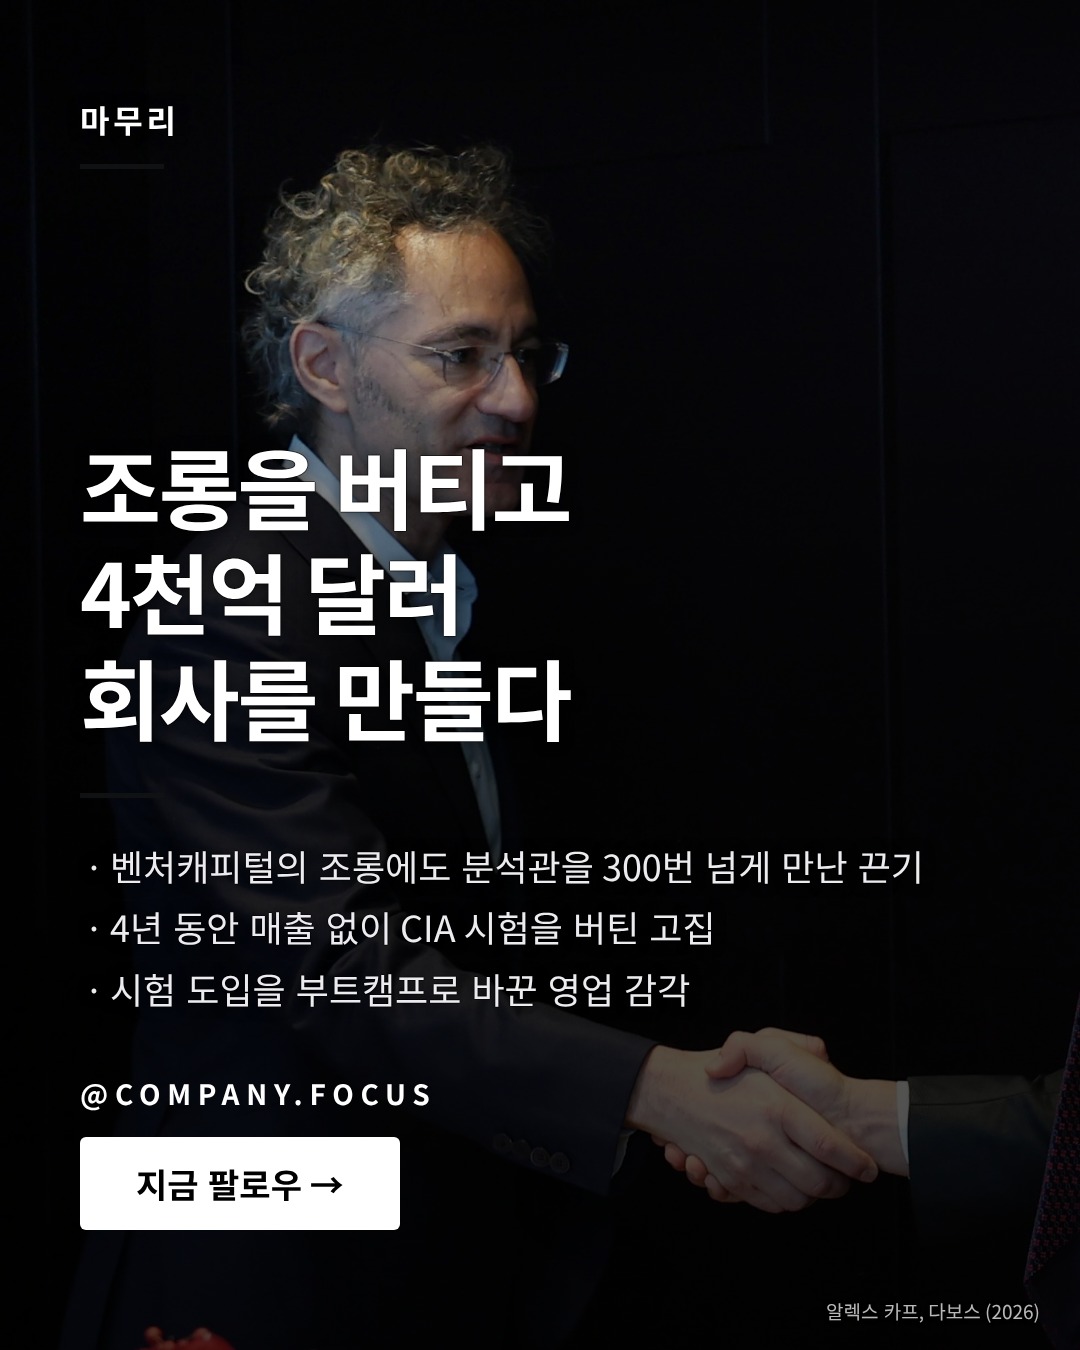 마무리
조롱을 버티고
4천억 달러
회사를 만들다
· 벤처캐피털의 조롱에도 분석관을 300번 넘게 만난 끈기
· 4년 동안 매출 없이 CIA 시험을 버틴 고집
· 시험 도입을 부트캠프로 바꾼 영업 감각
@COMPANY.FOCUS
지금 팔로우 →
알렉스 카프, 다보스 (2026)